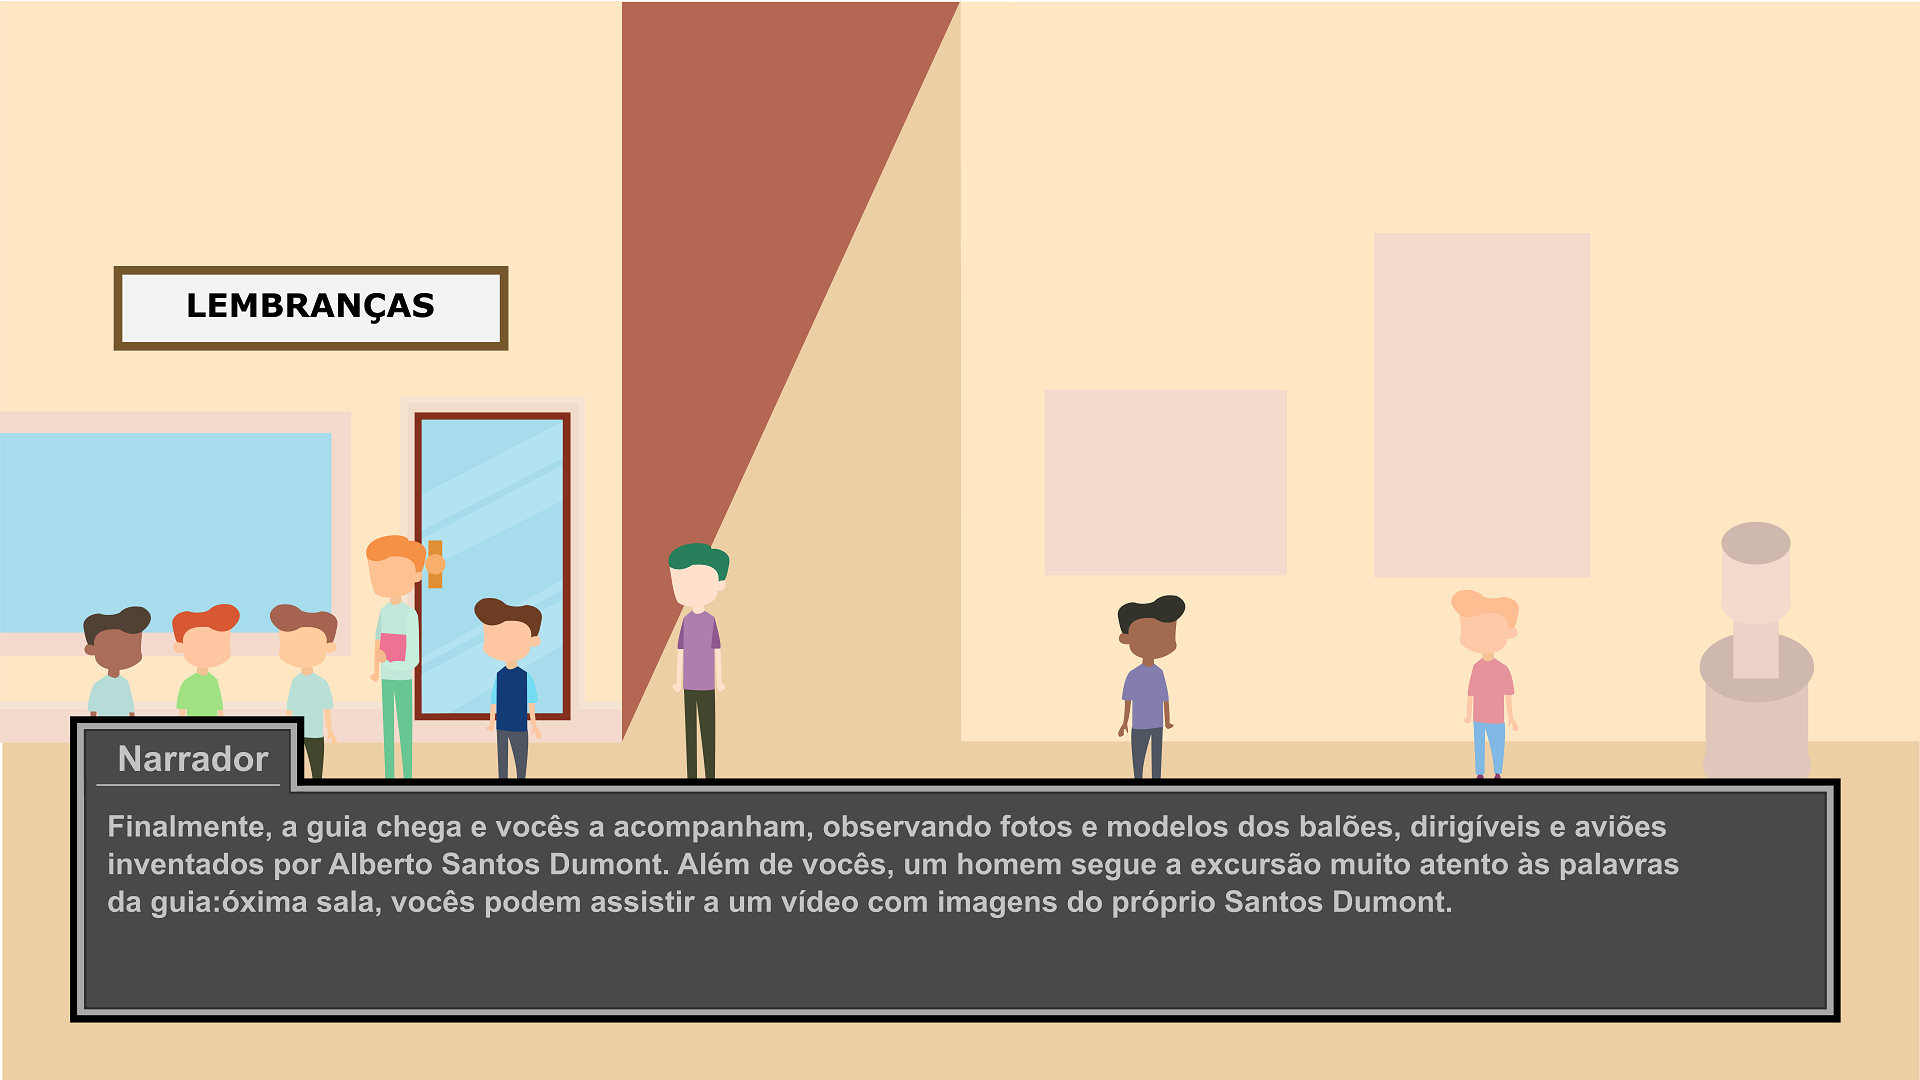 LEMBRANÇAS
Narrador
Finalmente, a guia chega e vocês a acompanham, observando fotos e modelos dos balões, dirigíveis e aviões
inventados por Alberto Santos Dumont. Além de vocês, um homem segue a excursão muito atento às palavras
da guia:óxima sala, vocês podem assistir a um vídeo com imagens do próprio Santos Dumont.